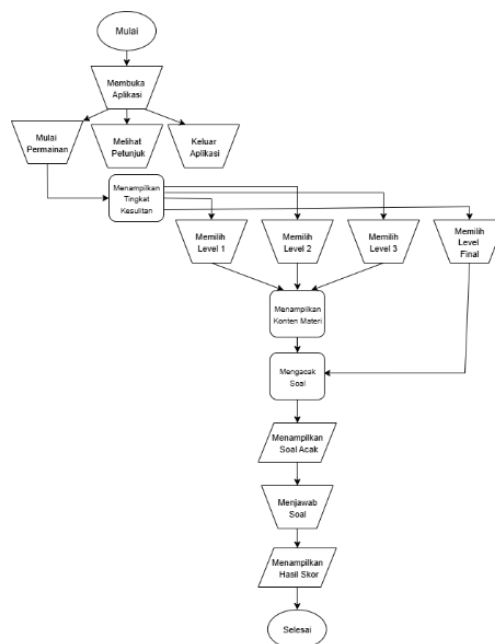 Mulai
Membuka
Aplikasi
Mulai
Permainan
Melihat
Petunjuk
Keluar
Aplikasi
Menampilkan
Tingkat
Kesulitan
Memilih
Level 1
Memilih
Level 2
Memilih
Level 3
Memilih
Level
Final
Menampilkan
Konten Materi
Mengacak
Soal
Menampilkan
Soal Acak
Menjawab
Soal
Menampilkan
Hasil Skor
Selesai